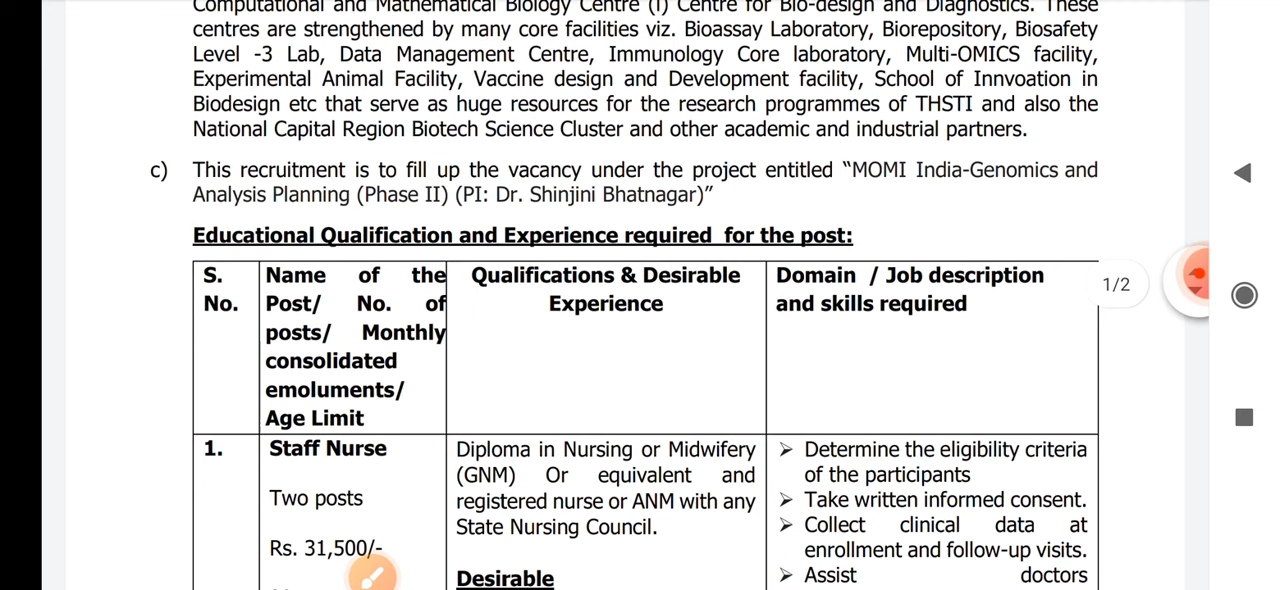 Computational and Mathematical Biology Centre (i) Centre for Bio-design and Diagnostics. These
centres are strengthened by many core facilities viz. Bioassay Laboratory, Biorepository, Biosafety
Level -3 Lab, Data Management Centre, Immunology Core laboratory, Multi-OMICS facility,
Experimental Animal Facility, Vaccine design and Development facility, School of Innvoation in
Biodesign etc that serve as huge resources for the research programmes of THSTI and also the
National Capital Region Biotech Science Cluster and other academic and industrial partners.
c) This recruitment is to fill up the vacancy under the project entitled “MOMI India-Genomics and
Analysis Planning (Phase II) (PI: Dr. Shinjini Bhatnagar)”
Educational Qualification and Experience required for the post:
S.
No.
Name of the
Post/ No. of
posts/ Monthly
consolidated
emoluments/
Age Limit
Qualifications & Desirable
Experience
Domain / Job description
and skills required
1/2
1.
Staff Nurse
Two posts
Rs. 31,500/-
Diploma in Nursing or Midwifery
(GNM) Or equivalent and
registered nurse or ANM with any
State Nursing Council.
Desirable
➢ Determine the eligibility criteria
of the participants
➢ Take written informed consent.
➢ Collect clinical data at
enrollment and follow-up visits.
➢ Assist doctors